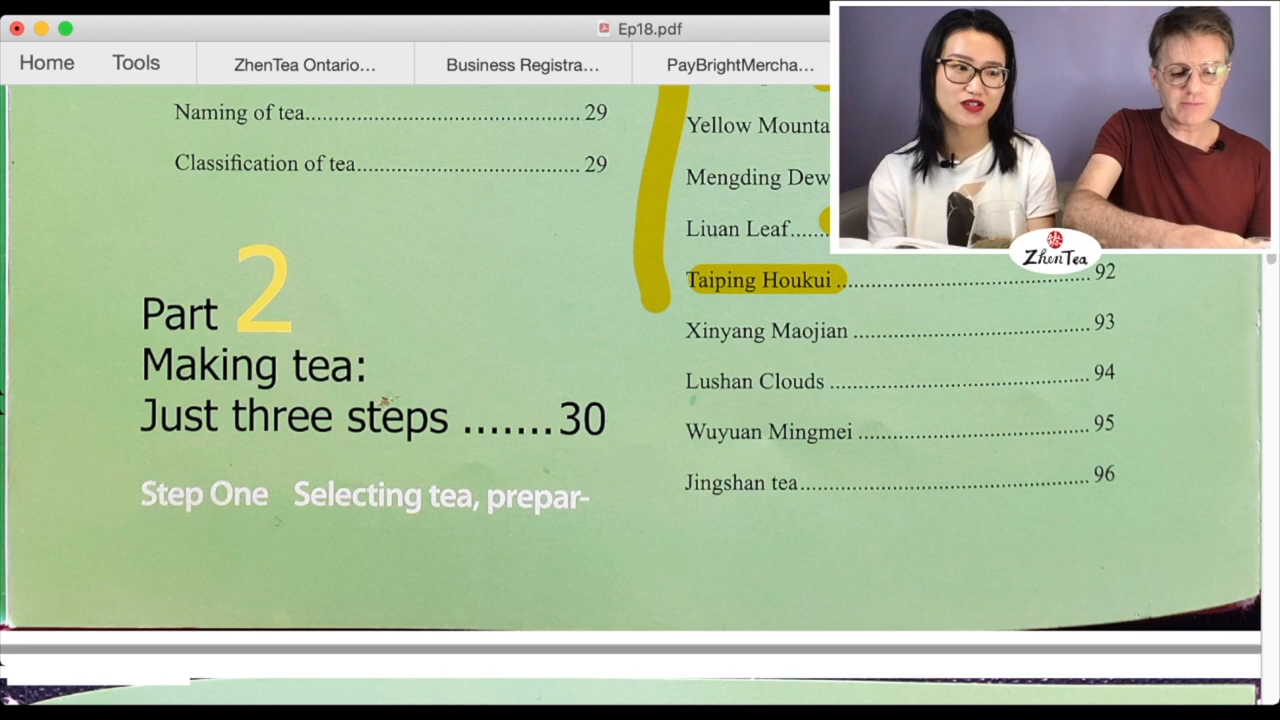 Ep18.pdf
Home
Tools
ZhenTea Ontario...
Business Registra...
PayBrightMercha...
Naming of tea.................................................. 29
Classification of tea......................................... 29
Part 2
Making tea:
Just three steps .......30
Step One Selecting tea, prepar-
Yellow Mounta
Mengding Dew
Liuan Leaf......
Taiping Houkui ............................................. 92
Xinyang Maojian ........................................... 93
Lushan Clouds ............................................... 94
Wuyuan Mingmei .......................................... 95
Jingshan tea.................................................... 96
ZhenTea